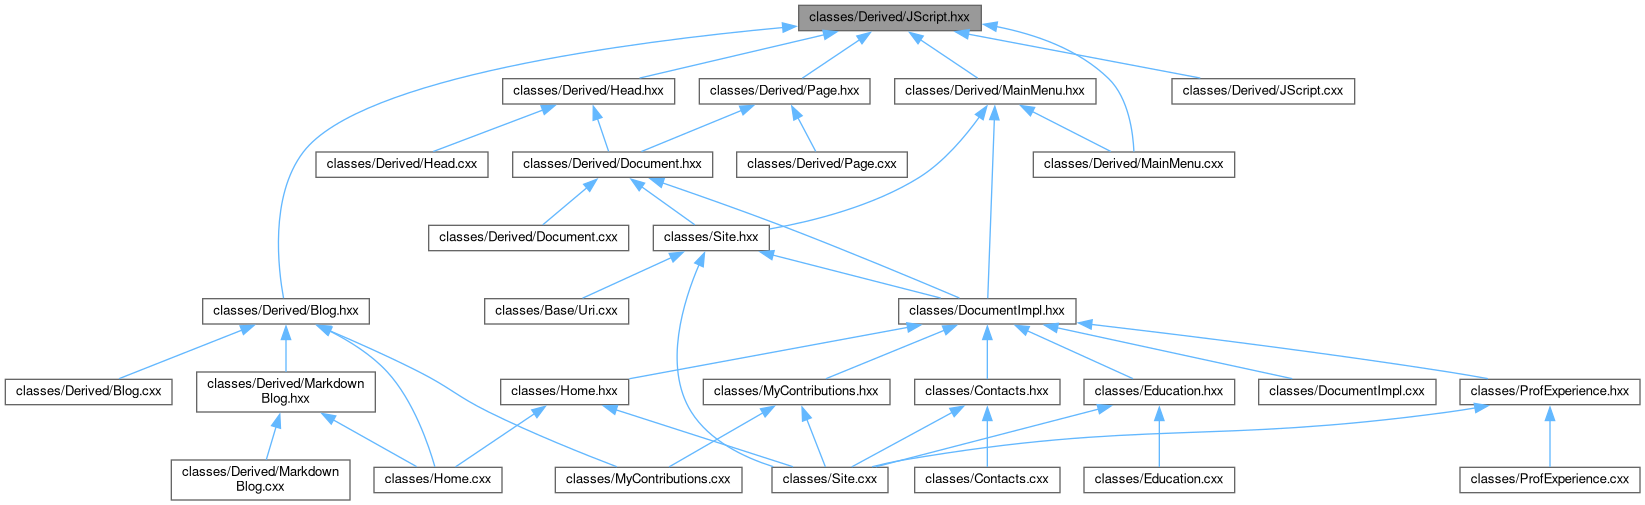 classes/Derived/JScript.hxx
classes/Derived/Head.hxx
classes/Derived/Page.hxx
classes/Derived/MainMenu.hxx
classes/Derived/JScript.cxx
classes/Derived/Head.cxx
classes/Derived/Document.hxx
classes/Derived/Page.cxx
classes/Derived/MainMenu.cxx
classes/Derived/Document.cxx
classes/Site.hxx
classes/Derived/Blog.hxx
classes/Base/Uri.cxx
classes/DocumentImpl.hxx
classes/Derived/Blog.cxx
classes/Derived/Markdown
Blog.hxx
classes/Home.hxx
classes/MyContributions.hxx
classes/Contacts.hxx
classes/Education.hxx
classes/DocumentImpl.cxx
classes/ProfExperience.hxx
classes/Derived/Markdown
Blog.cxx
classes/Home.cxx
classes/MyContributions.cxx
classes/Site.cxx
classes/Contacts.cxx
classes/Education.cxx
classes/ProfExperience.cxx